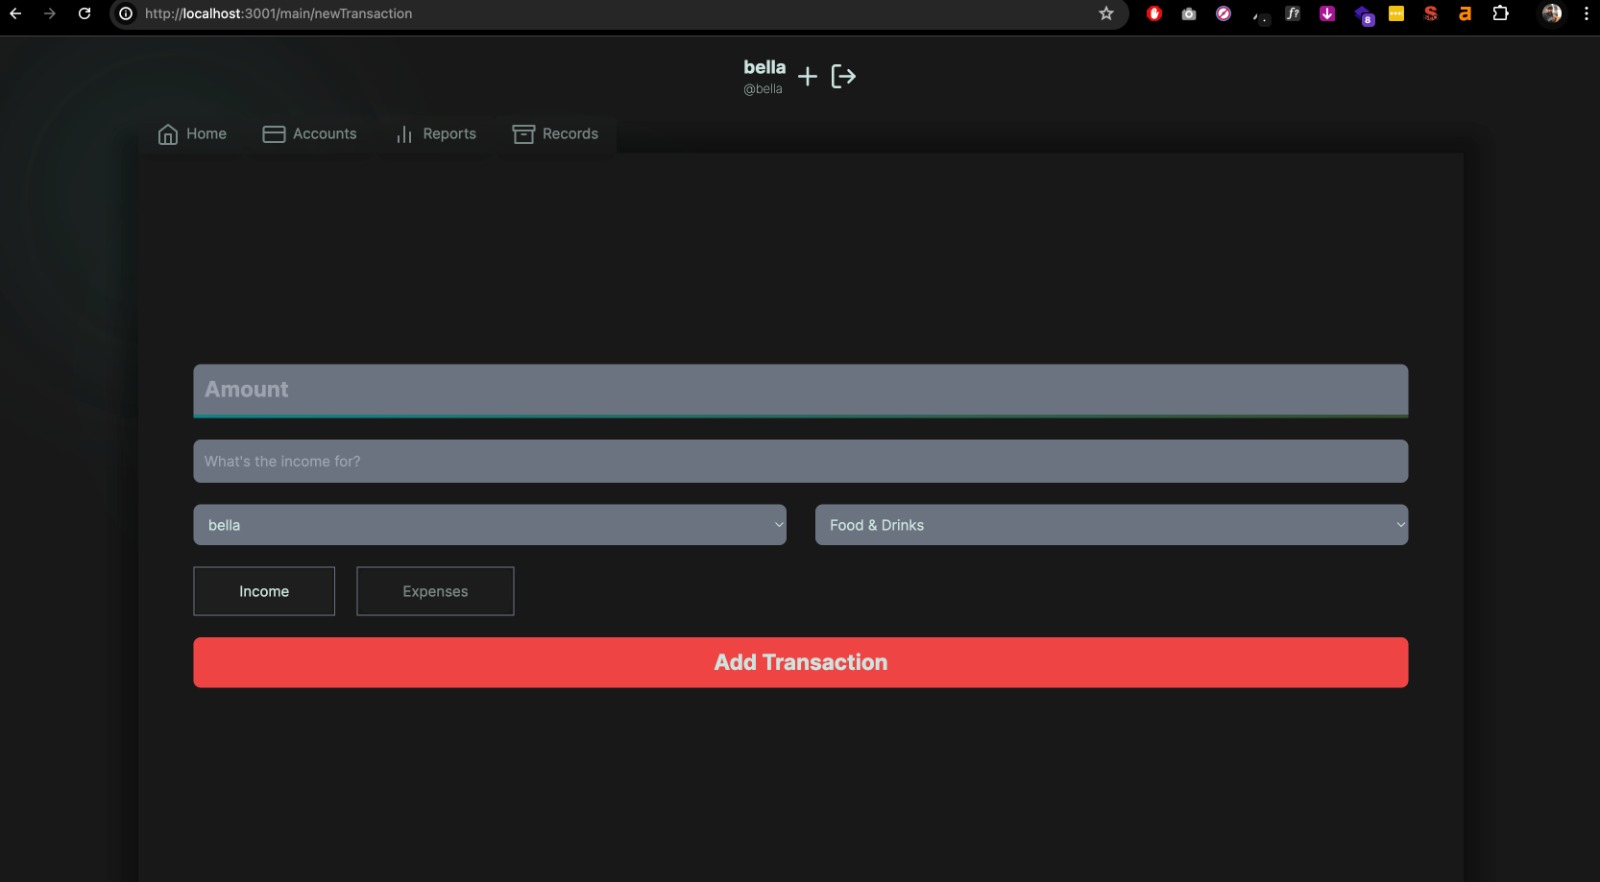 http://localhost:3001/main/newTransaction
8
bella
@bella
Home Accounts Reports Records
Amount
What's the income for?
bella Food & Drinks
Income Expenses
Add Transaction